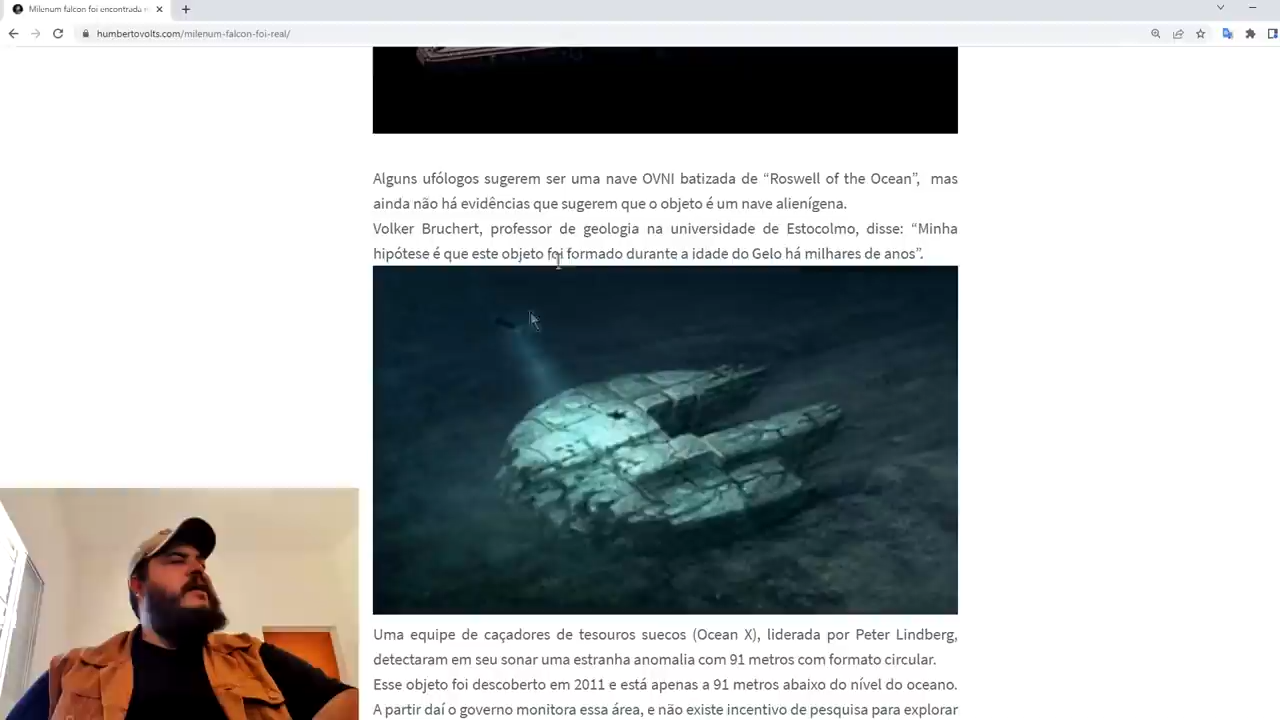 Milenum falcon foi encontrada
humbertovolts.com/milenum-falcon-foi-real/
Alguns ufólogos sugerem ser uma nave OVNI batizada de “Roswell of the Ocean”, mas
ainda não há evidências que sugerem que o objeto é um nave alienígena.
Volker Bruchert, professor de geologia na universidade de Estocolmo, disse: “Minha
hipótese é que este objeto foi formado durante a idade do Gelo há milhares de anos”.
Uma equipe de caçadores de tesouros suecos (Ocean X), liderada por Peter Lindberg,
detectaram em seu sonar uma estranha anomalia com 91 metros com formato circular.
Esse objeto foi descoberto em 2011 e está apenas a 91 metros abaixo do nível do oceano.
A partir daí o governo monitora essa área, e não existe incentivo de pesquisa para explorar